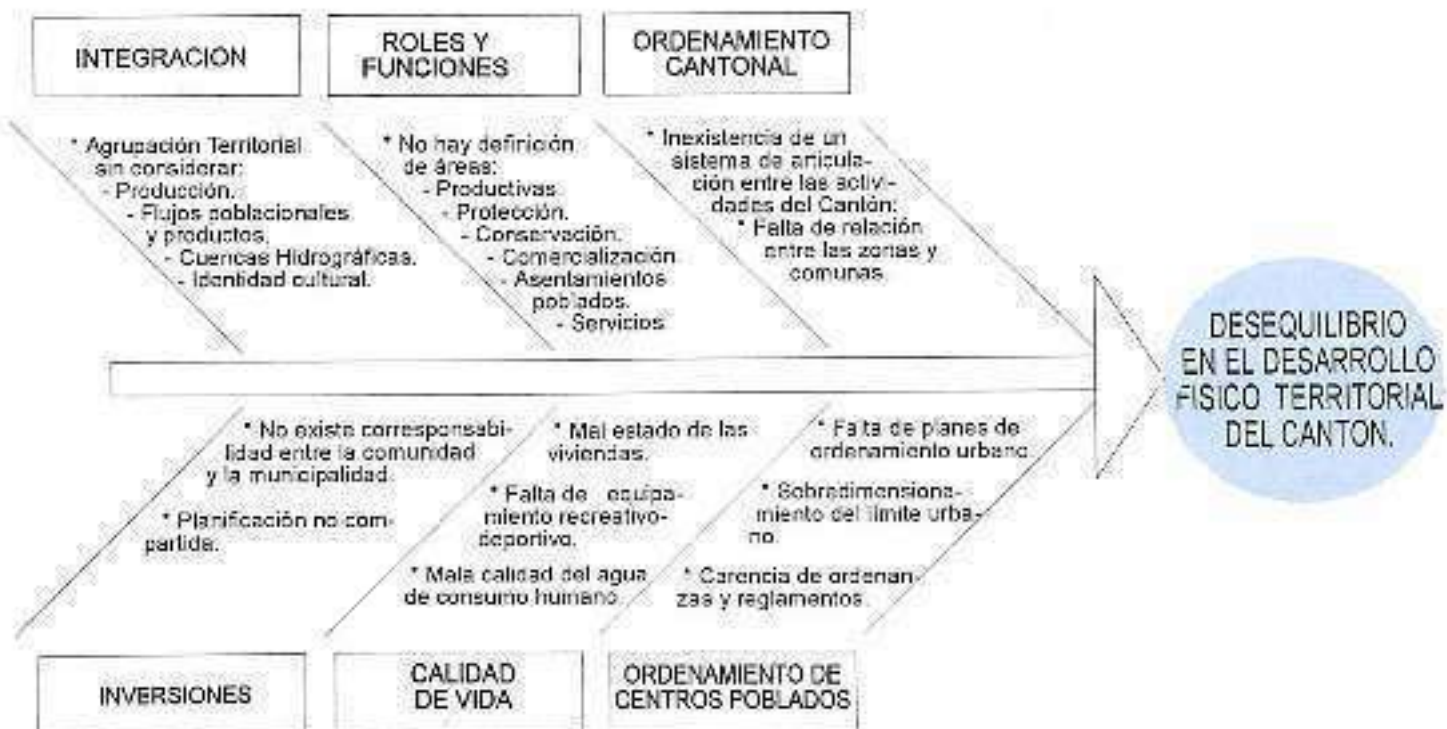 INTEGRACION
ROLES Y
FUNCIONES
ORDENAMIENTO
CANTONAL
* Agrupación Territorial
sin considerar:
- Producción.
- Flujos poblacionales
y productos.
- Cuencas Hidrográficas.
- Identidad cultural.
* No hay definición
de áreas:
- Productivas
- Protección.
- Conservación.
- Comercialización
- Asentamientos
poblados.
- Servicios
* Inexistencia de un
sistema de articula-
ción entre las activi-
dades del Cantón:
* Falta de relación
entre las zonas y
comunas.
DESEQUILIBRIO
EN EL DESARROLLO
FISICO TERRITORIAL
DEL CANTON.
* No existe corresponsabi-
lidad entre la comunidad
y la municipalidad.
* Planificación no com-
partida.
* Mal estado de las
viviendas.
* Falta de equipa-
miento recreativo-
deportivo.
* Mala calidad del agua
de consumo humano.
* Falta de planes de
ordenamiento urbano
* Sobredimensiona-
miento del límite urba-
no.
* Carencia de ordenan-
zas y reglamentos.
INVERSIONES
CALIDAD
DE VIDA
ORDENAMIENTO DE
CENTROS POBLADOS